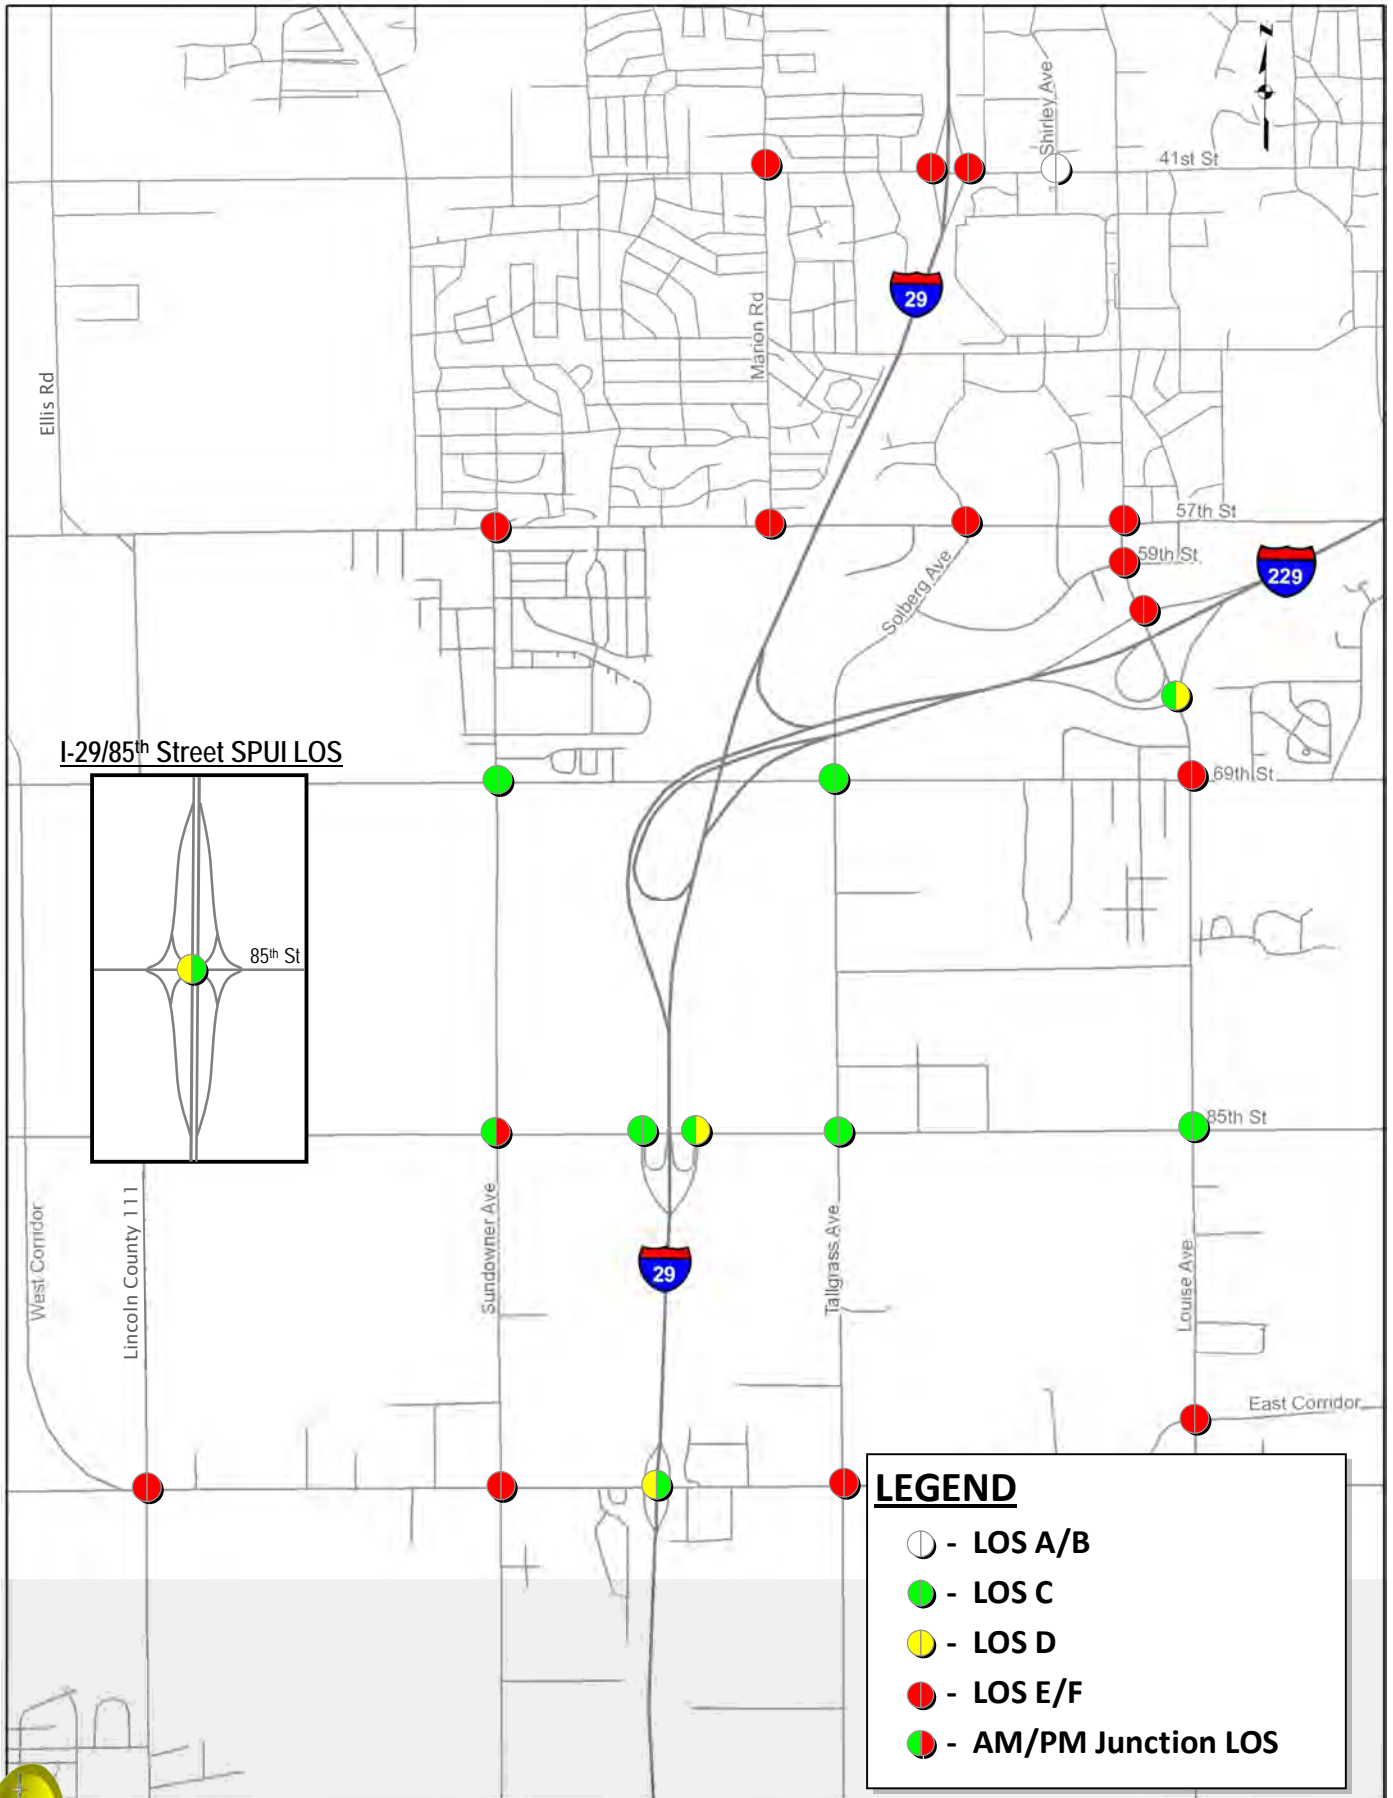 Z
Shirley Ave
41st St
29
Marion Rd
Ellis Rd
57th St
59th St
229
Solberg Ave
I-29/85th Street SPUI LOS
69th St
85th St
85th St
West Corridor
Lincoln County 111
Sundowner Ave
29
Tallgrass Ave
Louise Ave
East Corridor
LEGEND
- LOS A/B
- LOS C
- LOS D
- LOS E/F
- AM/PM Junction LOS